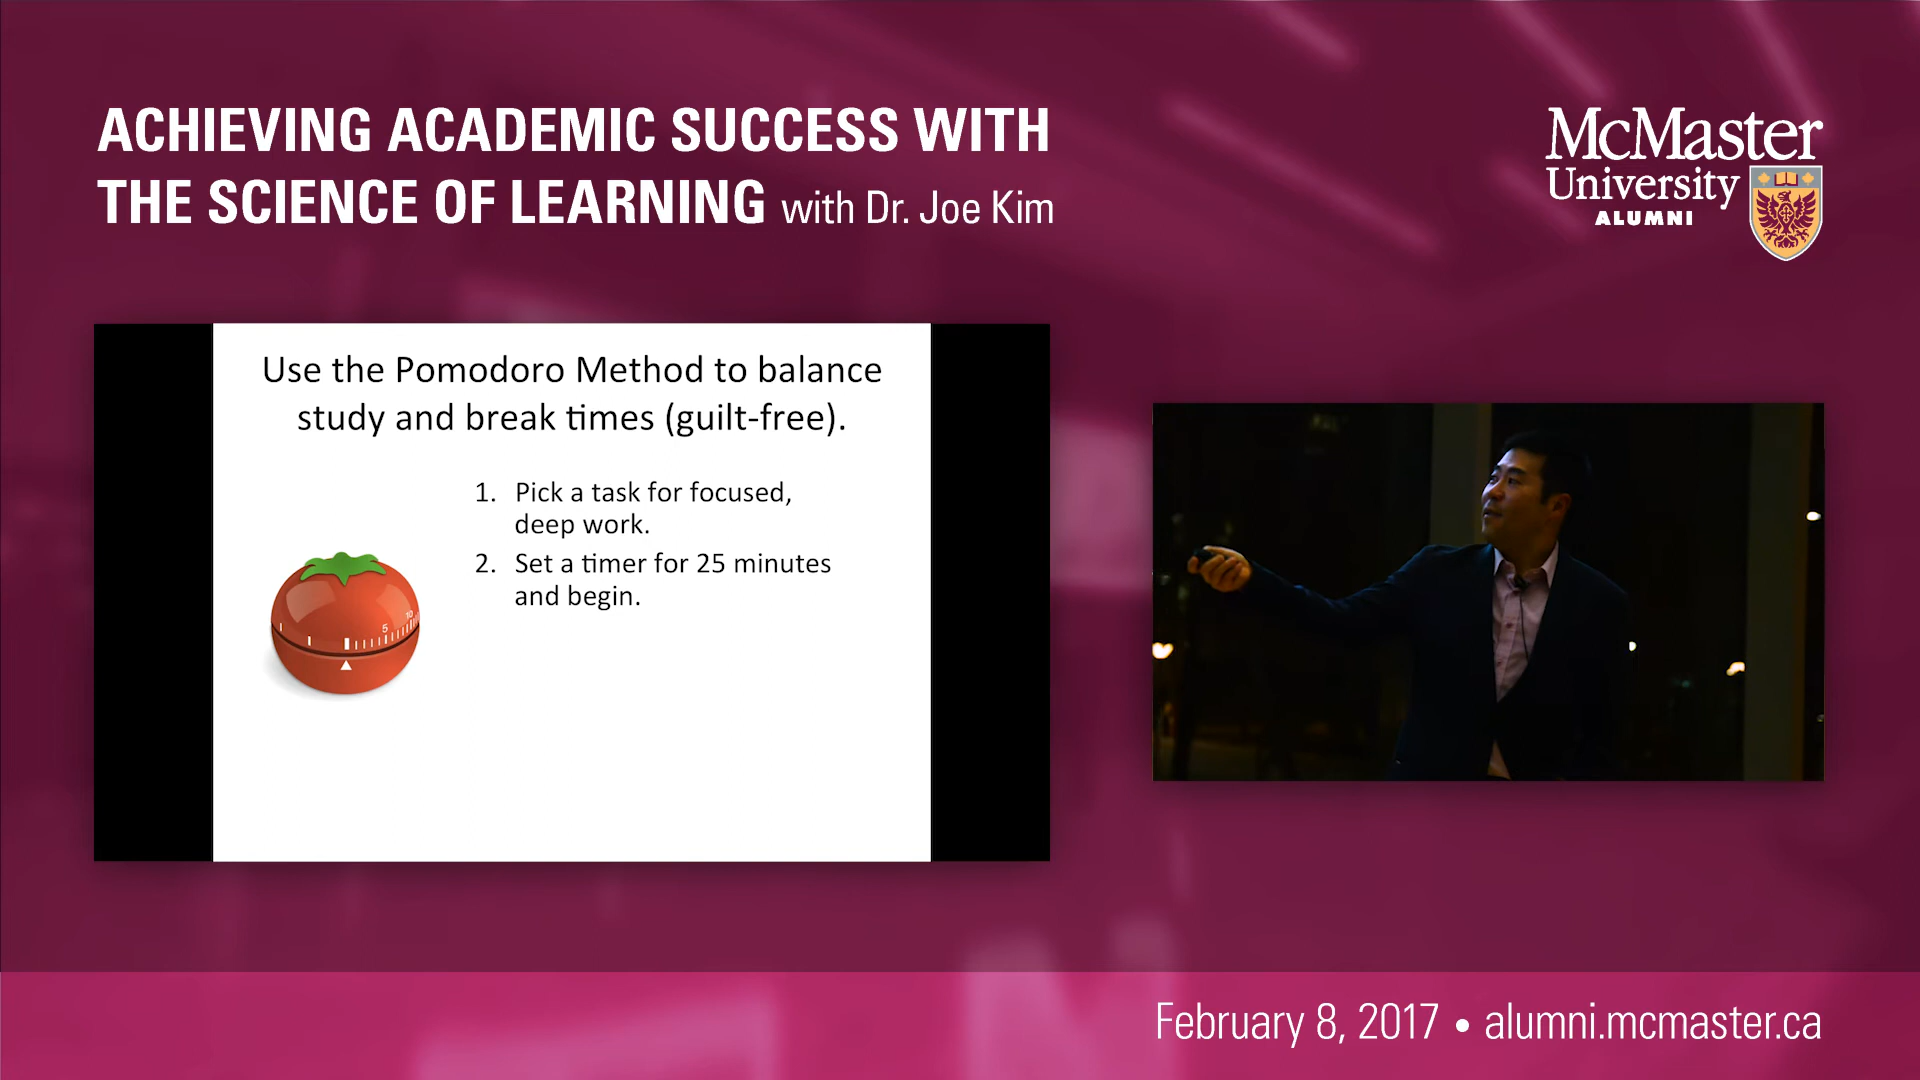 ACHIEVING ACADEMIC SUCCESS WITH
THE SCIENCE OF LEARNING with Dr. Joe Kim
McMaster
University
ALUMNI
Use the Pomodoro Method to balance
study and break times (guilt-free).
1. Pick a task for focused,
deep work.
2. Set a timer for 25 minutes
and begin.
5
10
February 8, 2017 • alumni.mcmaster.ca